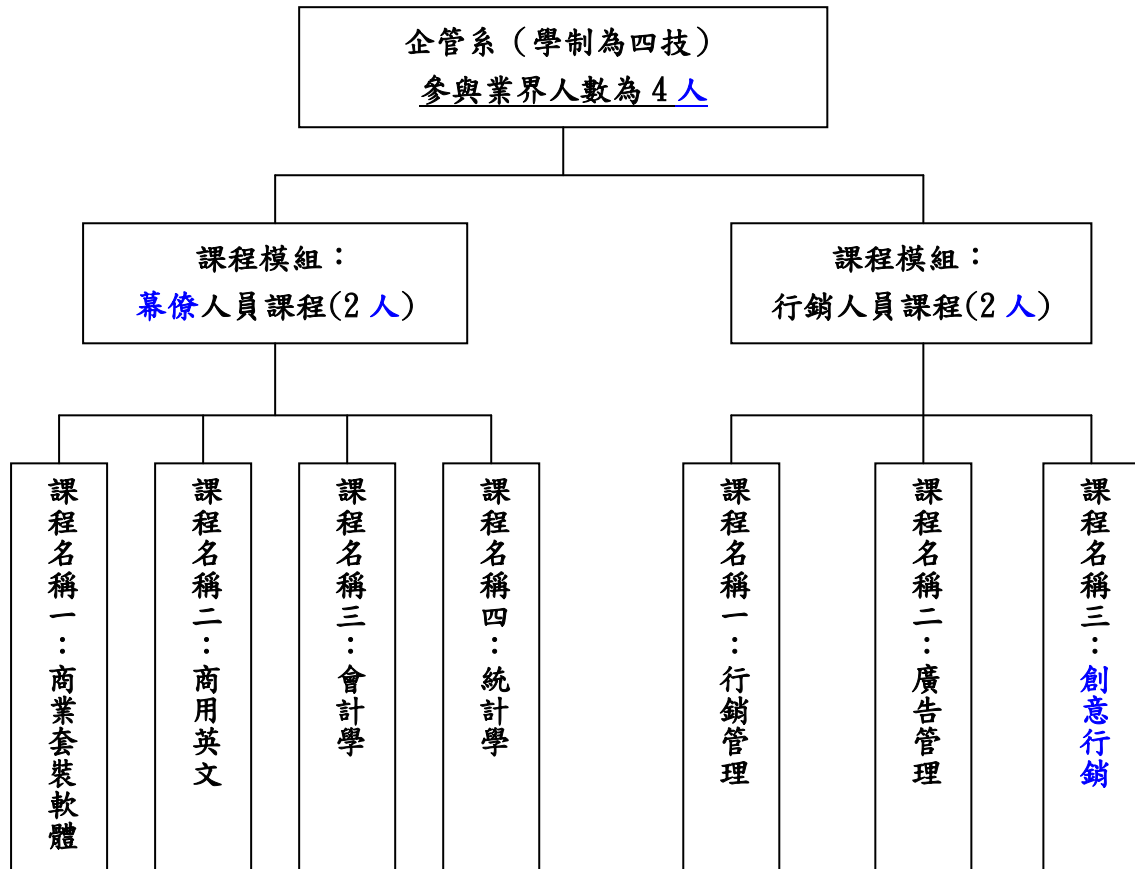 企管系（學制為四技）
參與業界人數為 4 人
課程模組：
幕僚人員課程(2 人)
課程模組：
行銷人員課程(2 人)
課程名稱一：商業套裝軟體
課程名稱二：商用英文
課程名稱三：會計學
課程名稱四：統計學
課程名稱一：行銷管理
課程名稱二：廣告管理
課程名稱三：創意行銷